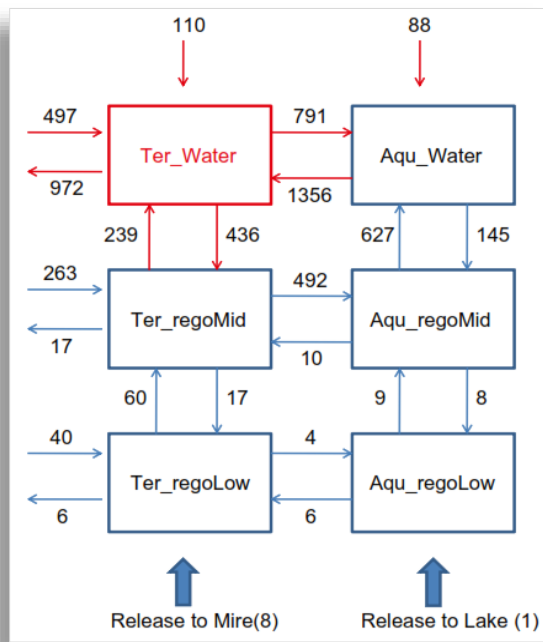 110 88
497 791
Ter_Water Aqu_Water
972 1356
239 436 627 145
263 492
Ter_regoMid Aqu_regoMid
17 10
60 17 9 8
40 4
Ter_regoLow Aqu_regoLow
6 6
Release to Mire(8) Release to Lake (1)